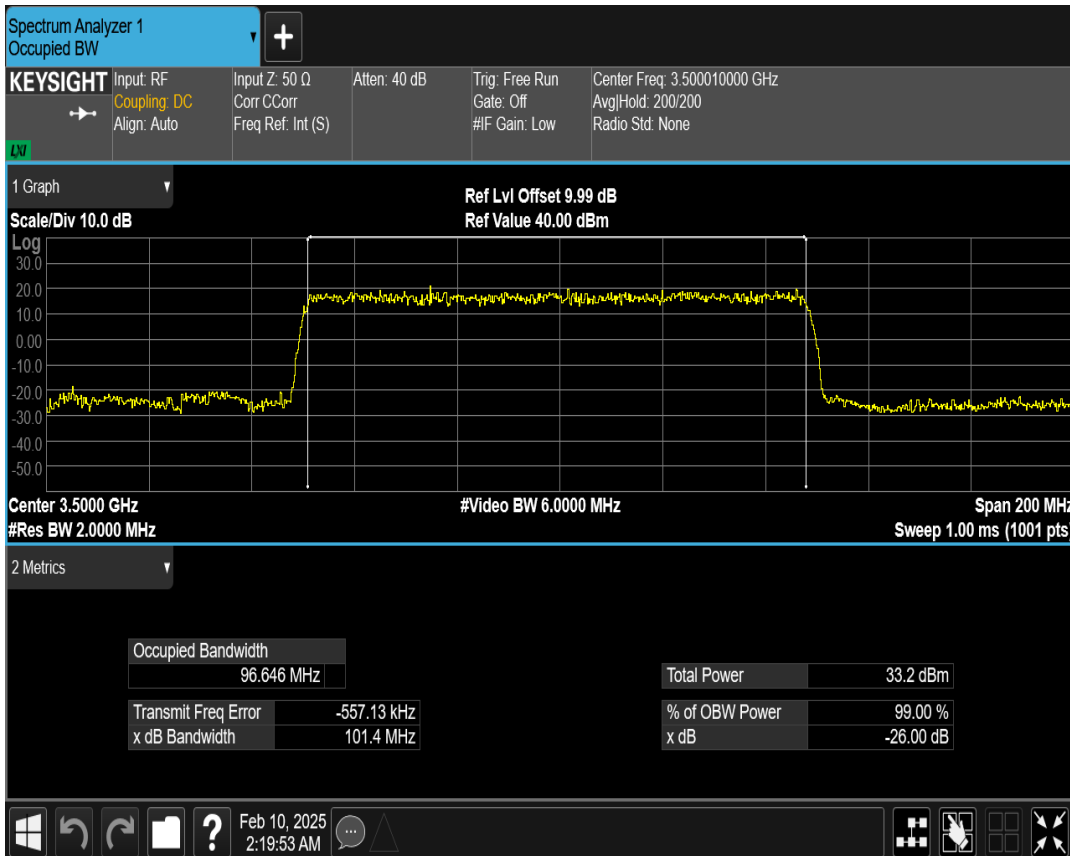 Spectrum Analyzer 1
Occupied BW
+
KEYSIGHT
LXI
Input: RF
Coupling: DC
Align: Auto
Input Z: 50 Ω
Corr CCorr
Freq Ref: Int (S)
Atten: 40 dB
Trig: Free Run
Gate: Off
#IF Gain: Low
Center Freq: 3.500010000 GHz
Avg|Hold: 200/200
Radio Std: None
1 Graph
Ref Lvl Offset 9.99 dB
Scale/Div 10.0 dB
Ref Value 40.00 dBm
Log
30.0
20.0
10.0
0.00
-10.0
-20.0
-30.0
-40.0
-50.0
Center 3.5000 GHz
#Video BW 6.0000 MHz
Span 200 MHz
#Res BW 2.0000 MHz
Sweep 1.00 ms (1001 pts)
2 Metrics
Occupied Bandwidth
96.646 MHz
Total Power 33.2 dBm
Transmit Freq Error -557.13 kHz
% of OBW Power 99.00 %
x dB Bandwidth 101.4 MHz
x dB -26.00 dB
?
Feb 10, 2025
2:19:53 AM